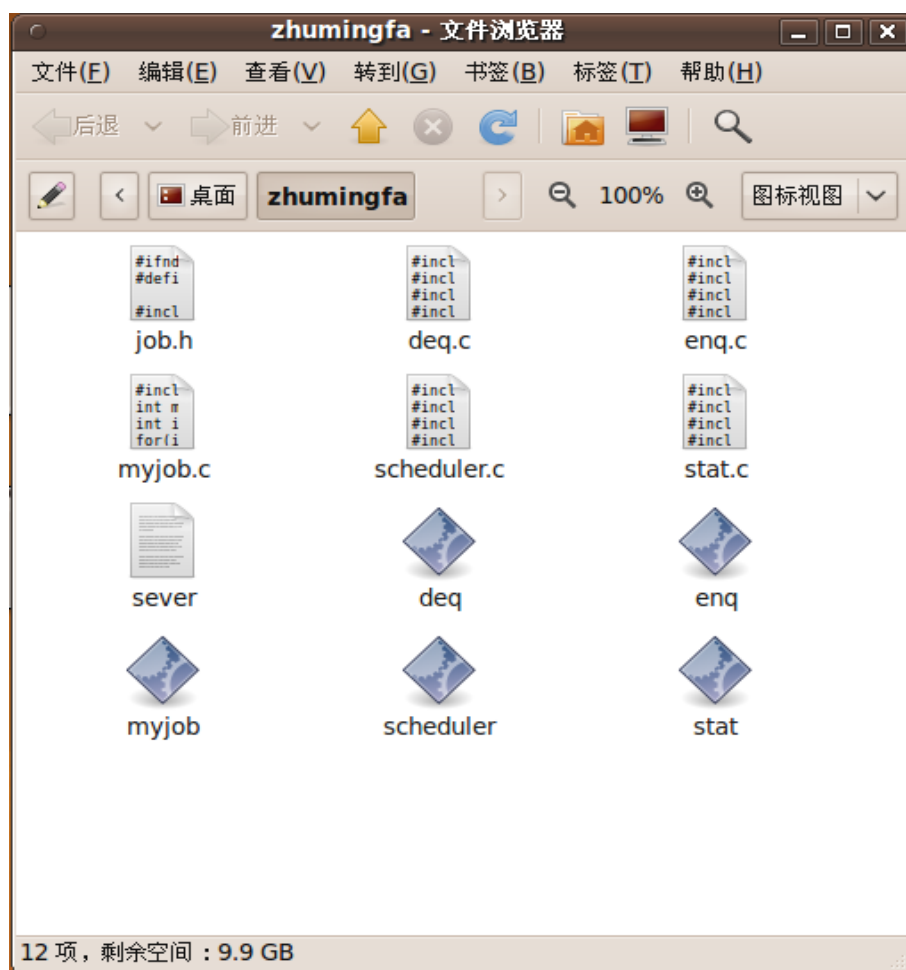 zhumingfa - 文件浏览器
文件(F) 编辑(E) 查看(V) 转到(G) 书签(B) 标签(T) 帮助(H)
后退 前进
桌面 zhumingfa 100% 图标视图
#ifnd #incl #incl
#defi #incl #incl
#incl #incl
#incl #incl #incl
job.h deq.c enq.c
#incl #incl #incl
int m #incl #incl
int i #incl #incl
for(i #incl #incl
myjob.c scheduler.c stat.c
sever deq enq
myjob scheduler stat
12 项，剩余空间：9.9 GB